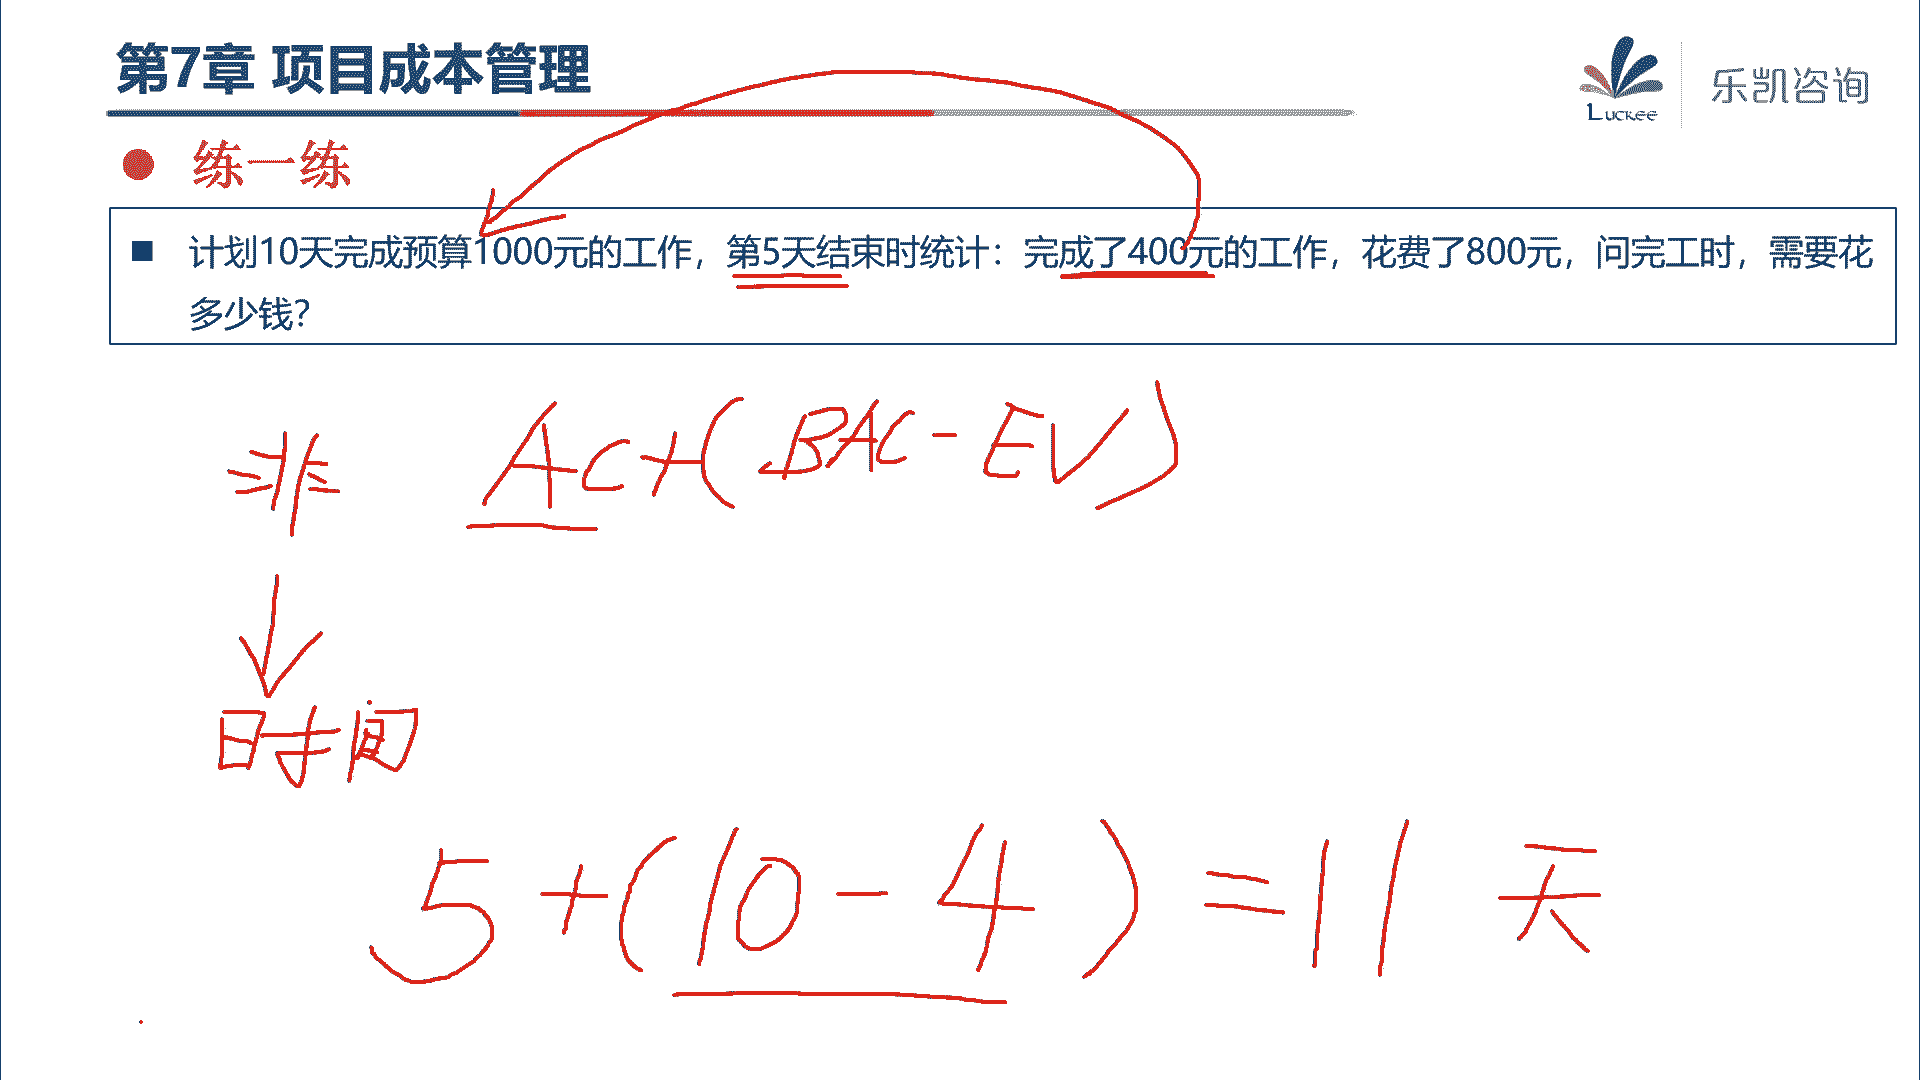 第7章 项目成本管理
LUCKEE 乐凯咨询
练一练
计划10天完成预算1000元的工作，第5天结束时统计：完成了400元的工作，花费了800元，问完工时，需要花
多少钱？
非 AC+(BAC-EV)
时间
5+(10-4)=11 天